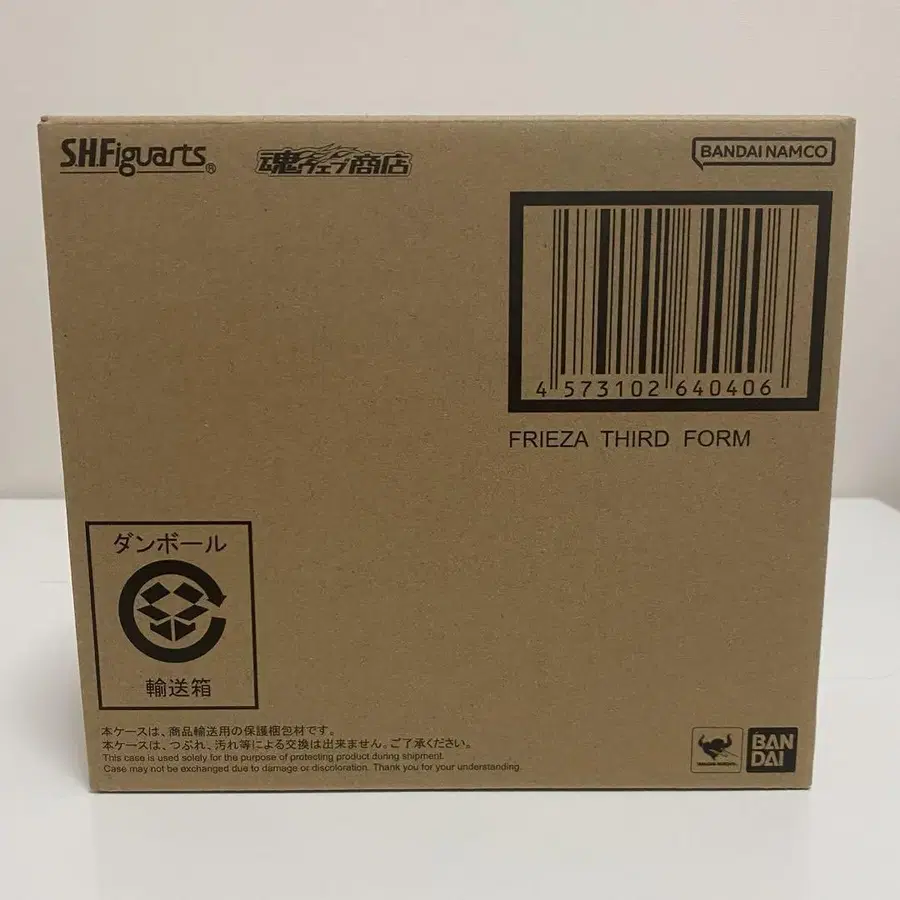 S.H.Figuarts®
魂ウェブ商店
BANDAI NAMCO
4 573102 640406
FRIEZA THIRD FORM
ダンボール
輸送箱
本ケースは、商品輸送用の保護梱包材です。
本ケースは、つぶれ、汚れ等による交換は出来ません。ご了承ください。
This case is used solely for the purpose of protecting product during shipment.
Case may not be exchanged due to damage or discoloration. Thank you for your understanding.
BAN
DAI